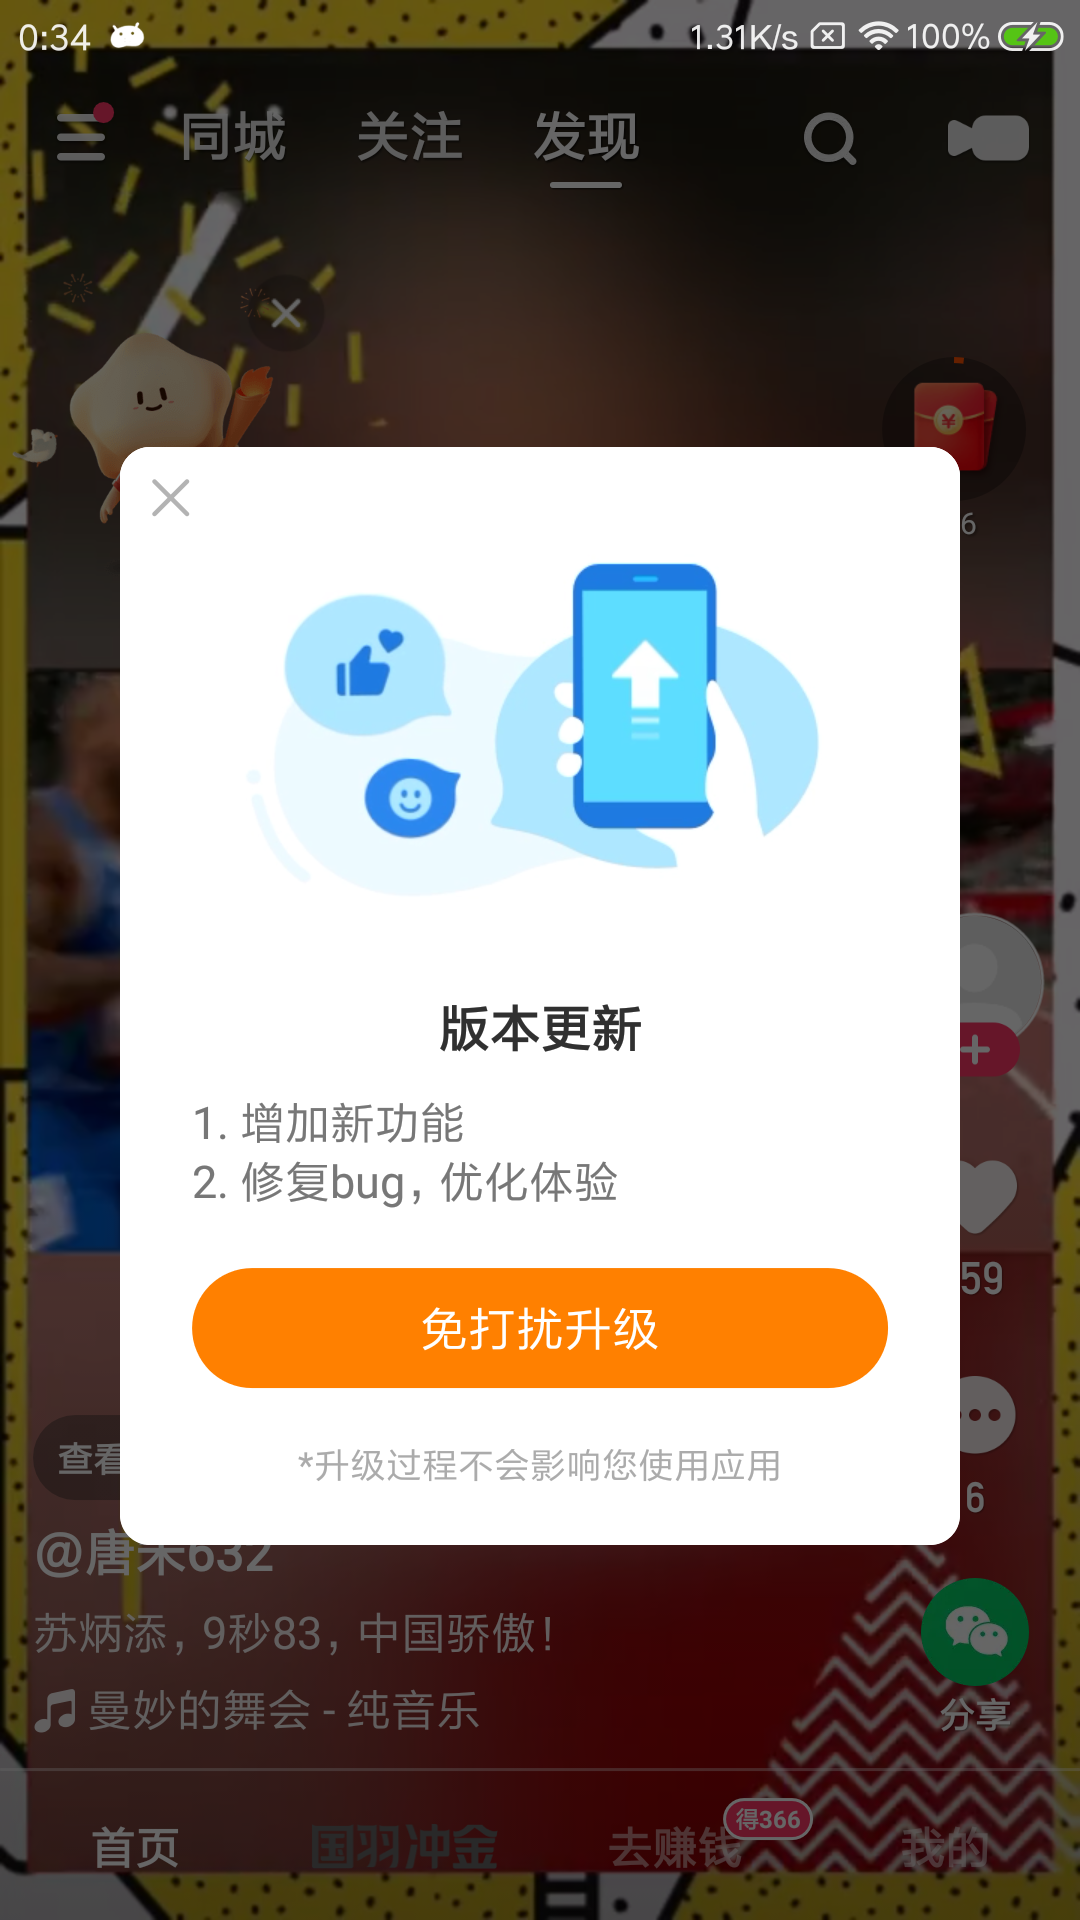 0:34 1.31K/s 100%
同城 关注 发现
6
版本更新
1. 增加新功能
2. 修复bug, 优化体验
免打扰升级
*升级过程不会影响您使用应用
59
6
查看
632
苏炳添, 9秒83, 中国骄傲!
曼妙的舞会 - 纯音乐
分享
得366
首页 国羽冲金 去赚钱 我的